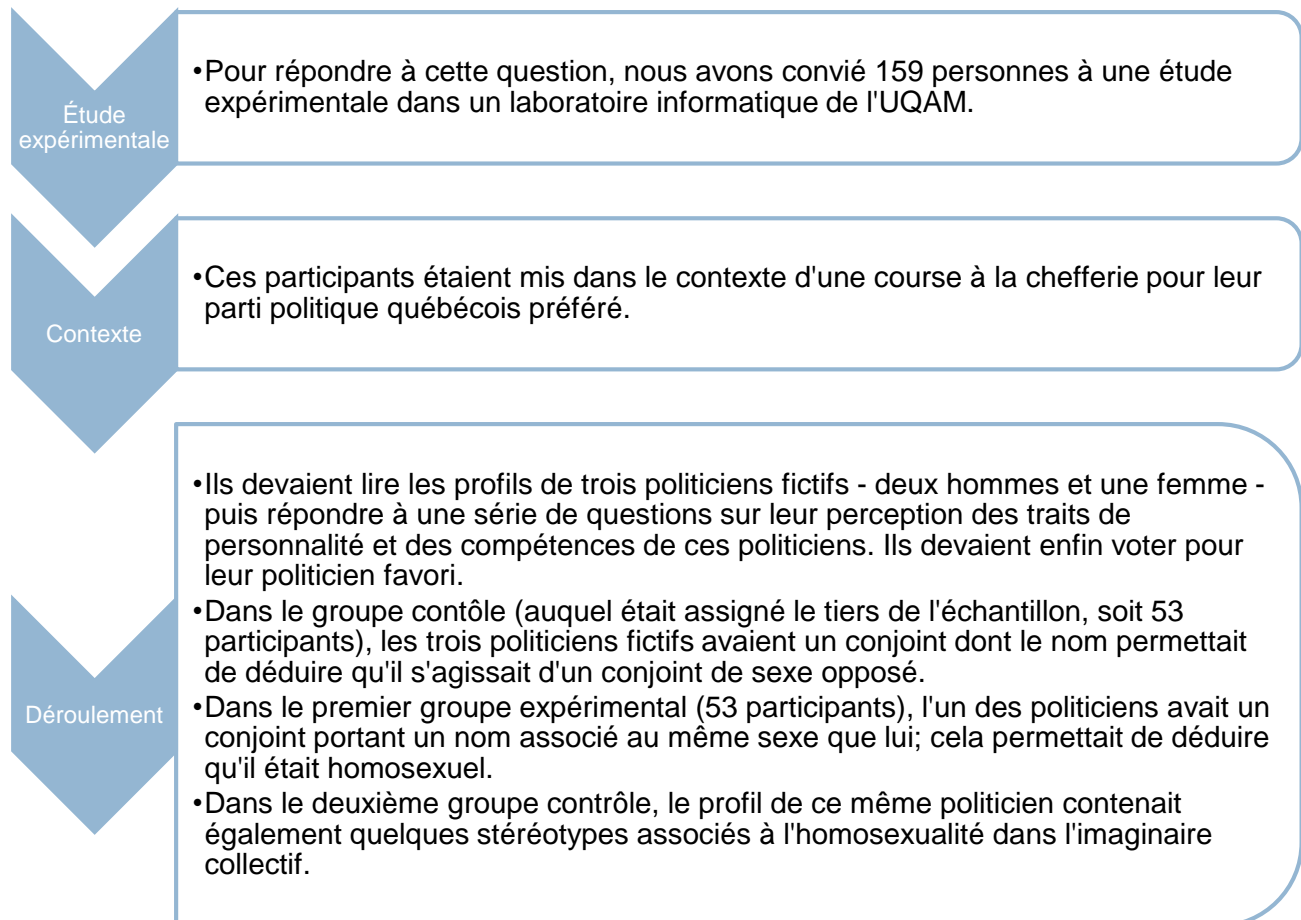 Étude
expérimentale
•Pour répondre à cette question, nous avons convié 159 personnes à une étude
expérimentale dans un laboratoire informatique de l'UQAM.
Contexte
•Ces participants étaient mis dans le contexte d'une course à la chefferie pour leur
parti politique québécois préféré.
Déroulement
•Ils devaient lire les profils de trois politiciens fictifs - deux hommes et une femme -
puis répondre à une série de questions sur leur perception des traits de
personnalité et des compétences de ces politiciens. Ils devaient enfin voter pour
leur politicien favori.
•Dans le groupe contôle (auquel était assigné le tiers de l'échantillon, soit 53
participants), les trois politiciens fictifs avaient un conjoint dont le nom permettait
de déduire qu'il s'agissait d'un conjoint de sexe opposé.
•Dans le premier groupe expérimental (53 participants), l'un des politiciens avait un
conjoint portant un nom associé au même sexe que lui; cela permettait de déduire
qu'il était homosexuel.
•Dans le deuxième groupe contrôle, le profil de ce même politicien contenait
également quelques stéréotypes associés à l'homosexualité dans l'imaginaire
collectif.